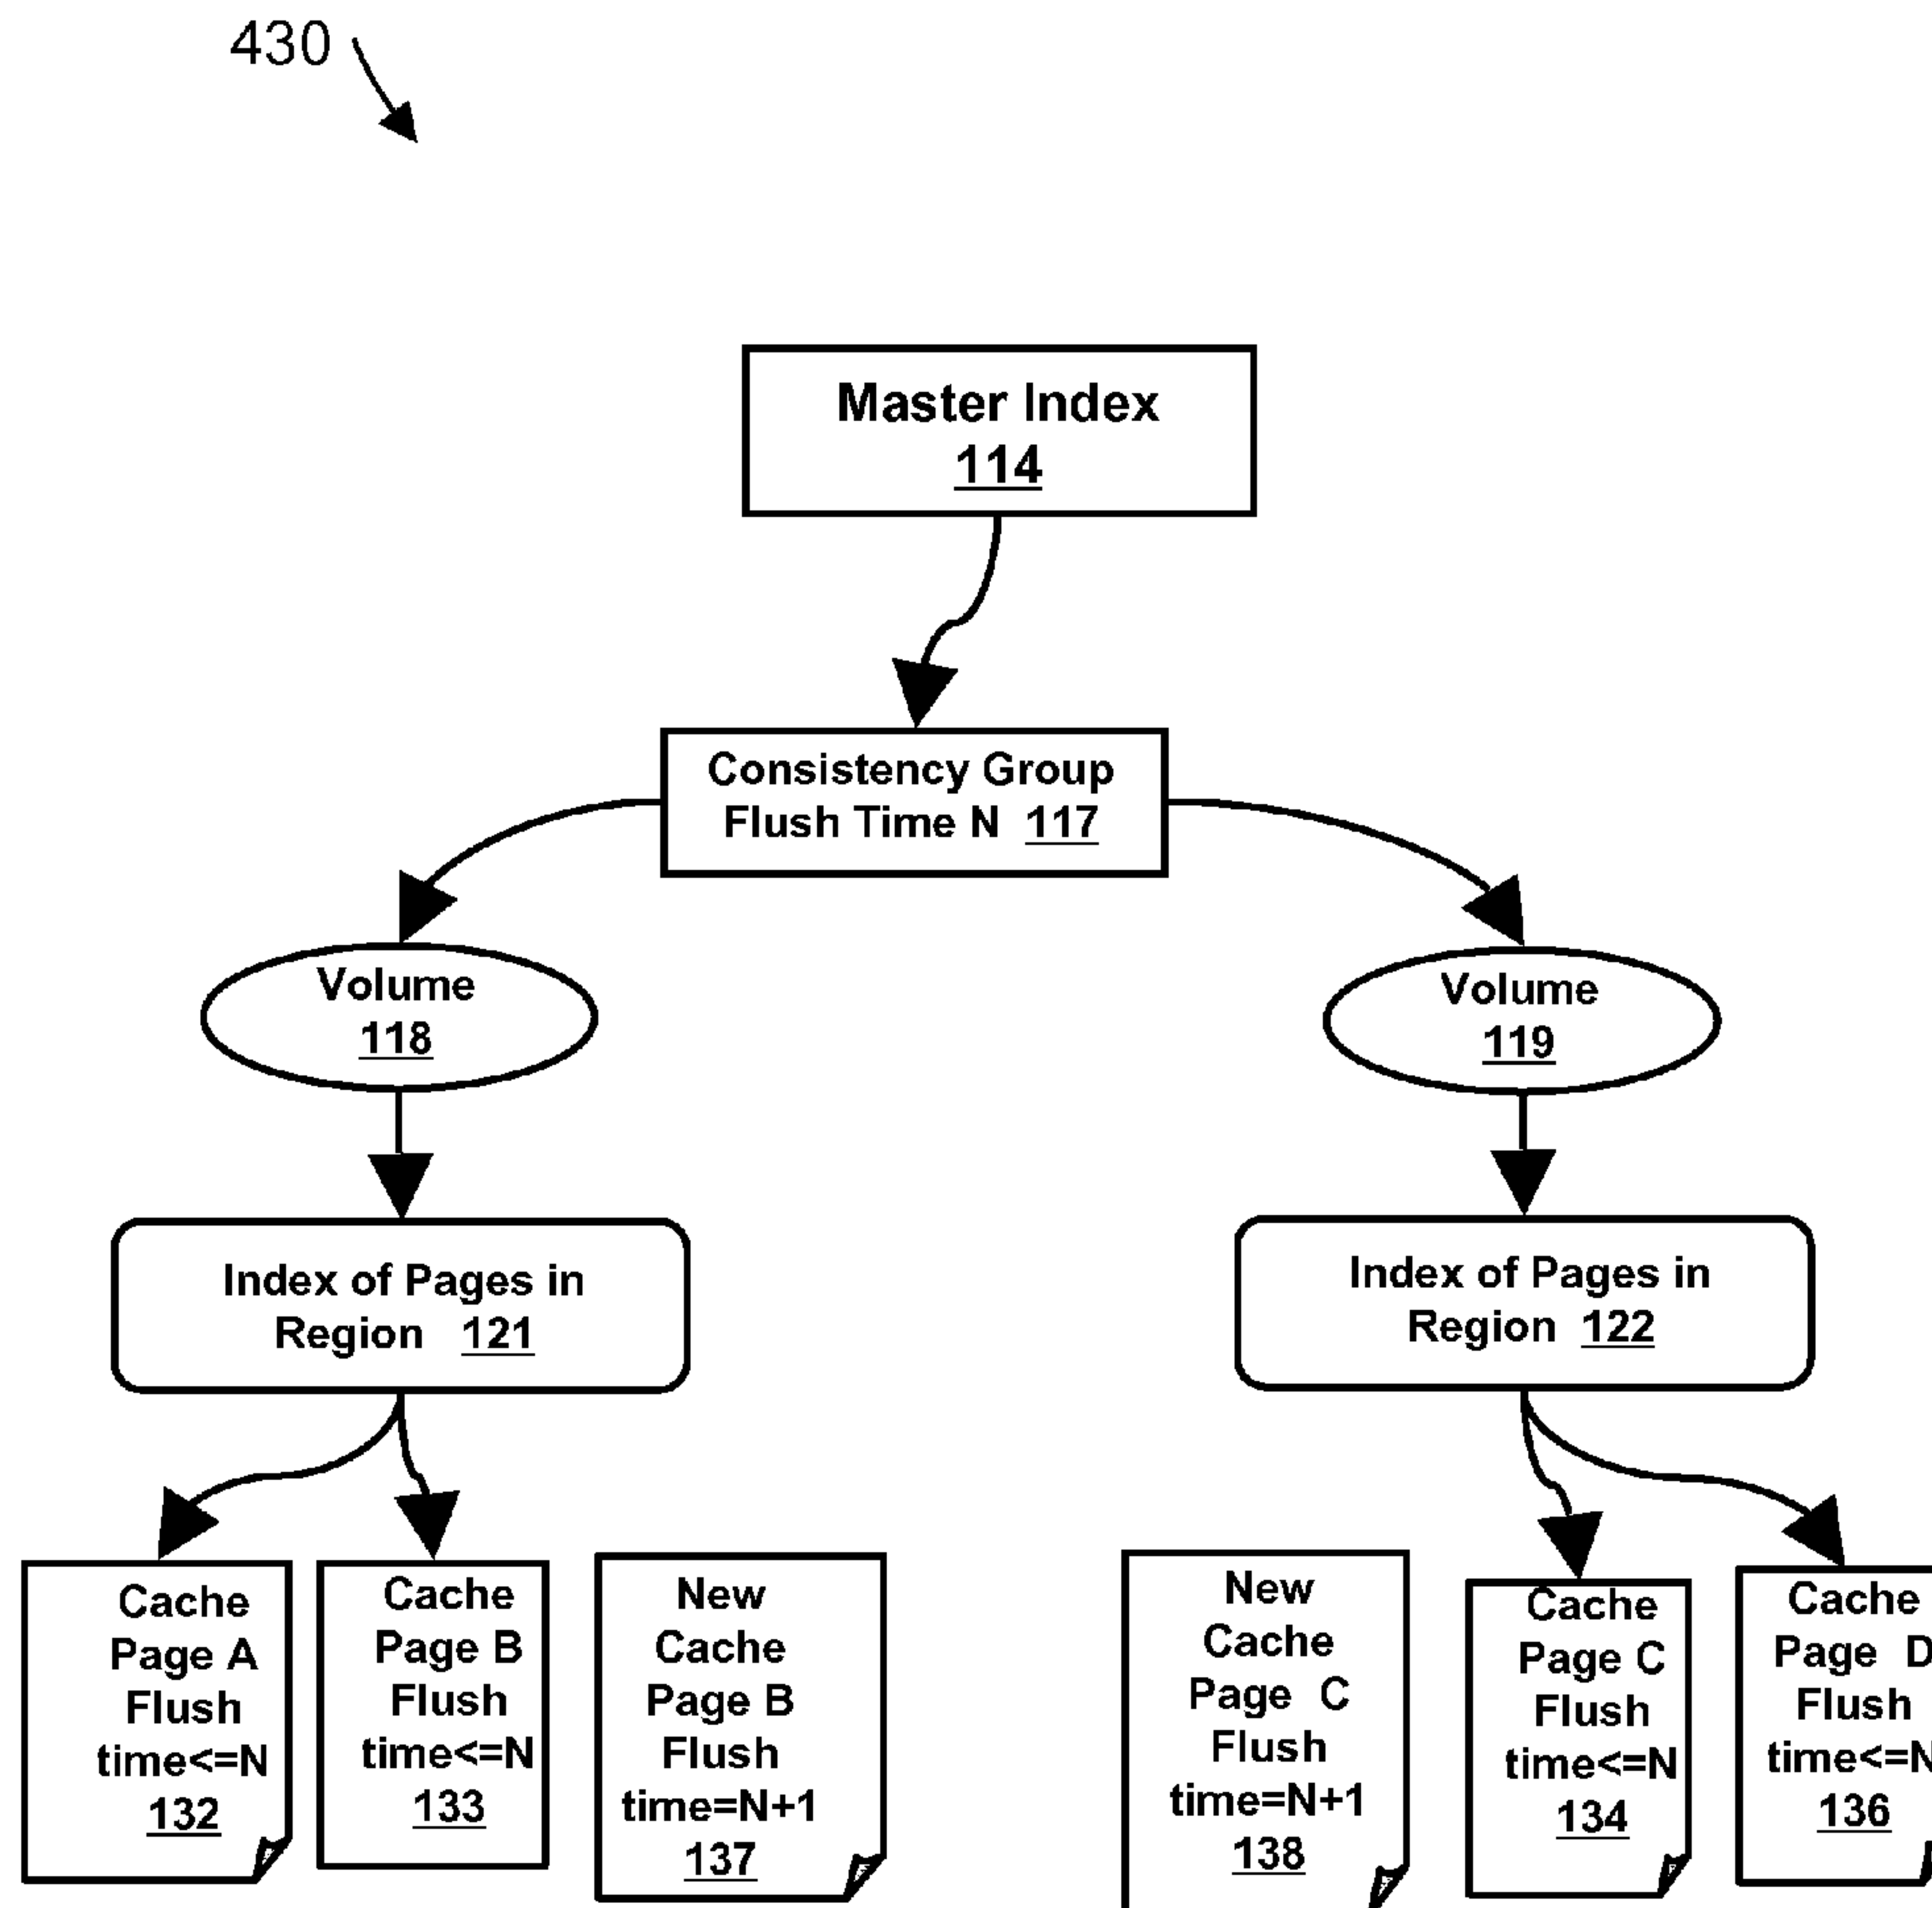 430
Master Index
114
Consistency Group
Flush Time N 117
Volume
118
Volume
119
Index of Pages in
Region 121
Index of Pages in
Region 122
Cache
Page A
Flush
time<=N
132
Cache
Page B
Flush
time<=N
133
New
Cache
Page B
Flush
time=N+1
137
New
Cache
Page C
Flush
time=N+1
138
Cache
Page C
Flush
time<=N
134
Cache
Page D
Flush
time<=N
136